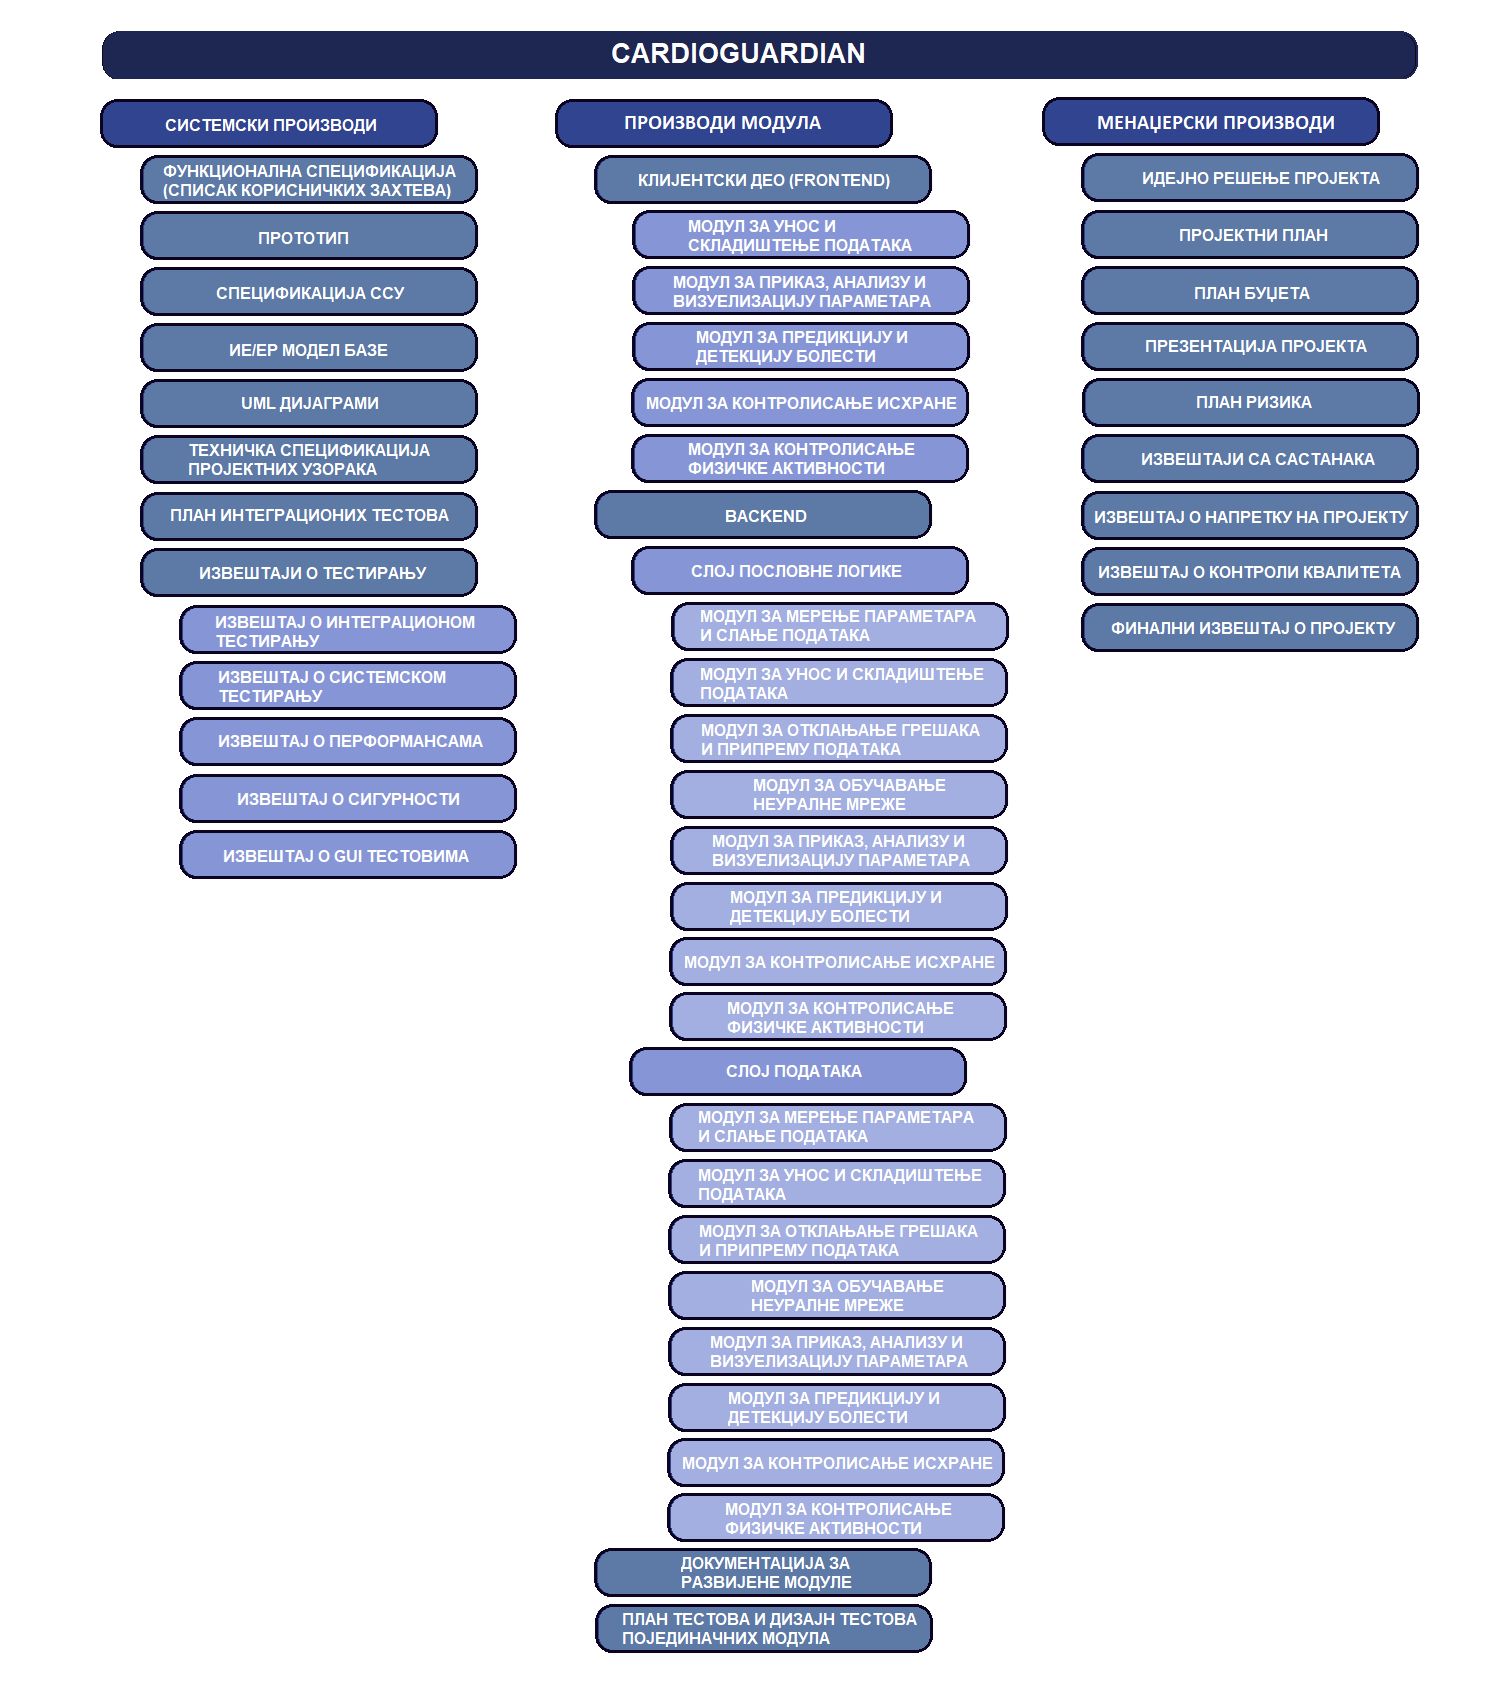 CARDIOGUARDIAN
СИСТЕМСКИ ПРОИЗВОДИ
ФУНКЦИОНАЛНА СПЕЦИФИКАЦИЈА
(СПИСАК КОРИСНИЧКИХ ЗАХТЕВА)
ПРОТОТИП
СПЕЦИФИКАЦИЈА ССУ
ИЕ/ЕР МОДЕЛ БАЗЕ
UML ДИЈАГРАМИ
ТЕХНИЧКА СПЕЦИФИКАЦИЈА
ПРОЈЕКТНИХ УЗОРАКА
ПЛАН ИНТЕГРАЦИОНИХ ТЕСТОВА
ИЗВЕШТАЈИ О ТЕСТИРАЊУ
ИЗВЕШТАЈ О ИНТЕГРАЦИОНОМ
ТЕСТИРАЊУ
ИЗВЕШТАЈ О СИСТЕМСКОМ
ТЕСТИРАЊУ
ИЗВЕШТАЈ О ПЕРФОРМАНСАМА
ИЗВЕШТАЈ О СИГУРНОСТИ
ИЗВЕШТАЈ О GUI ТЕСТОВИМА
ПРОИЗВОДИ МОДУЛА
КЛИЈЕНТСКИ ДЕО (FRONTEND)
МОДУЛ ЗА УНОС И
СКЛАДИШТЕЊЕ ПОДАТАКА
МОДУЛ ЗА ПРИКАЗ, АНАЛИЗУ И
ВИЗУЕЛИЗАЦИЈУ ПАРАМЕТАРА
МОДУЛ ЗА ПРЕДИКЦИЈУ И
ДЕТЕКЦИЈУ БОЛЕСТИ
МОДУЛ ЗА КОНТРОЛИСАЊЕ ИСХРАНЕ
МОДУЛ ЗА КОНТРОЛИСАЊЕ
ФИЗИЧКЕ АКТИВНОСТИ
BACKEND
СЛОЈ ПОСЛОВНЕ ЛОГИКЕ
МОДУЛ ЗА МЕРЕЊЕ ПАРАМЕТАРА
И СЛАЊЕ ПОДАТАКА
МОДУЛ ЗА УНОС И СКЛАДИШТЕЊЕ
ПОДАТАКА
МОДУЛ ЗА ОТКЛАЊАЊЕ ГРЕШАКА
И ПРИПРЕМУ ПОДАТАКА
МОДУЛ ЗА ОБУЧАВАЊЕ
НЕУРАЛНЕ МРЕЖЕ
МОДУЛ ЗА ПРИКАЗ, АНАЛИЗУ И
ВИЗУЕЛИЗАЦИЈУ ПАРАМЕТАРА
МОДУЛ ЗА ПРЕДИКЦИЈУ И
ДЕТЕКЦИЈУ БОЛЕСТИ
МОДУЛ ЗА КОНТРОЛИСАЊЕ ИСХРАНЕ
МОДУЛ ЗА КОНТРОЛИСАЊЕ
ФИЗИЧКЕ АКТИВНОСТИ
СЛОЈ ПОДАТАКА
МОДУЛ ЗА МЕРЕЊЕ ПАРАМЕТАРА
И СЛАЊЕ ПОДАТАКА
МОДУЛ ЗА УНОС И СКЛАДИШТЕЊЕ
ПОДАТАКА
МОДУЛ ЗА ОТКЛАЊАЊЕ ГРЕШАКА
И ПРИПРЕМУ ПОДАТАКА
МОДУЛ ЗА ОБУЧАВАЊЕ
НЕУРАЛНЕ МРЕЖЕ
МОДУЛ ЗА ПРИКАЗ, АНАЛИЗУ И
ВИЗУЕЛИЗАЦИЈУ ПАРАМЕТАРА
МОДУЛ ЗА ПРЕДИКЦИЈУ И
ДЕТЕКЦИЈУ БОЛЕСТИ
МОДУЛ ЗА КОНТРОЛИСАЊЕ ИСХРАНЕ
МОДУЛ ЗА КОНТРОЛИСАЊЕ
ФИЗИЧКЕ АКТИВНОСТИ
ДОКУМЕНТАЦИЈА ЗА
РАЗВИЈЕНЕ МОДУЛЕ
ПЛАН ТЕСТОВА И ДИЗАЈН ТЕСТОВА
ПОЈЕДИНАЧНИХ МОДУЛА
МЕНАЏЕРСКИ ПРОИЗВОДИ
ИДЕЈНО РЕШЕЊЕ ПРОЈЕКТА
ПРОЈЕКТНИ ПЛАН
ПЛАН БУЏЕТА
ПРЕЗЕНТАЦИЈА ПРОЈЕКТА
ПЛАН РИЗИКА
ИЗВЕШТАЈИ СА САСТАНАКА
ИЗВЕШТАЈ О НАПРЕТКУ НА ПРОЈЕКТУ
ИЗВЕШТАЈ О КОНТРОЛИ КВАЛИТЕТА
ФИНАЛНИ ИЗВЕШТАЈ О ПРОЈЕКТУ